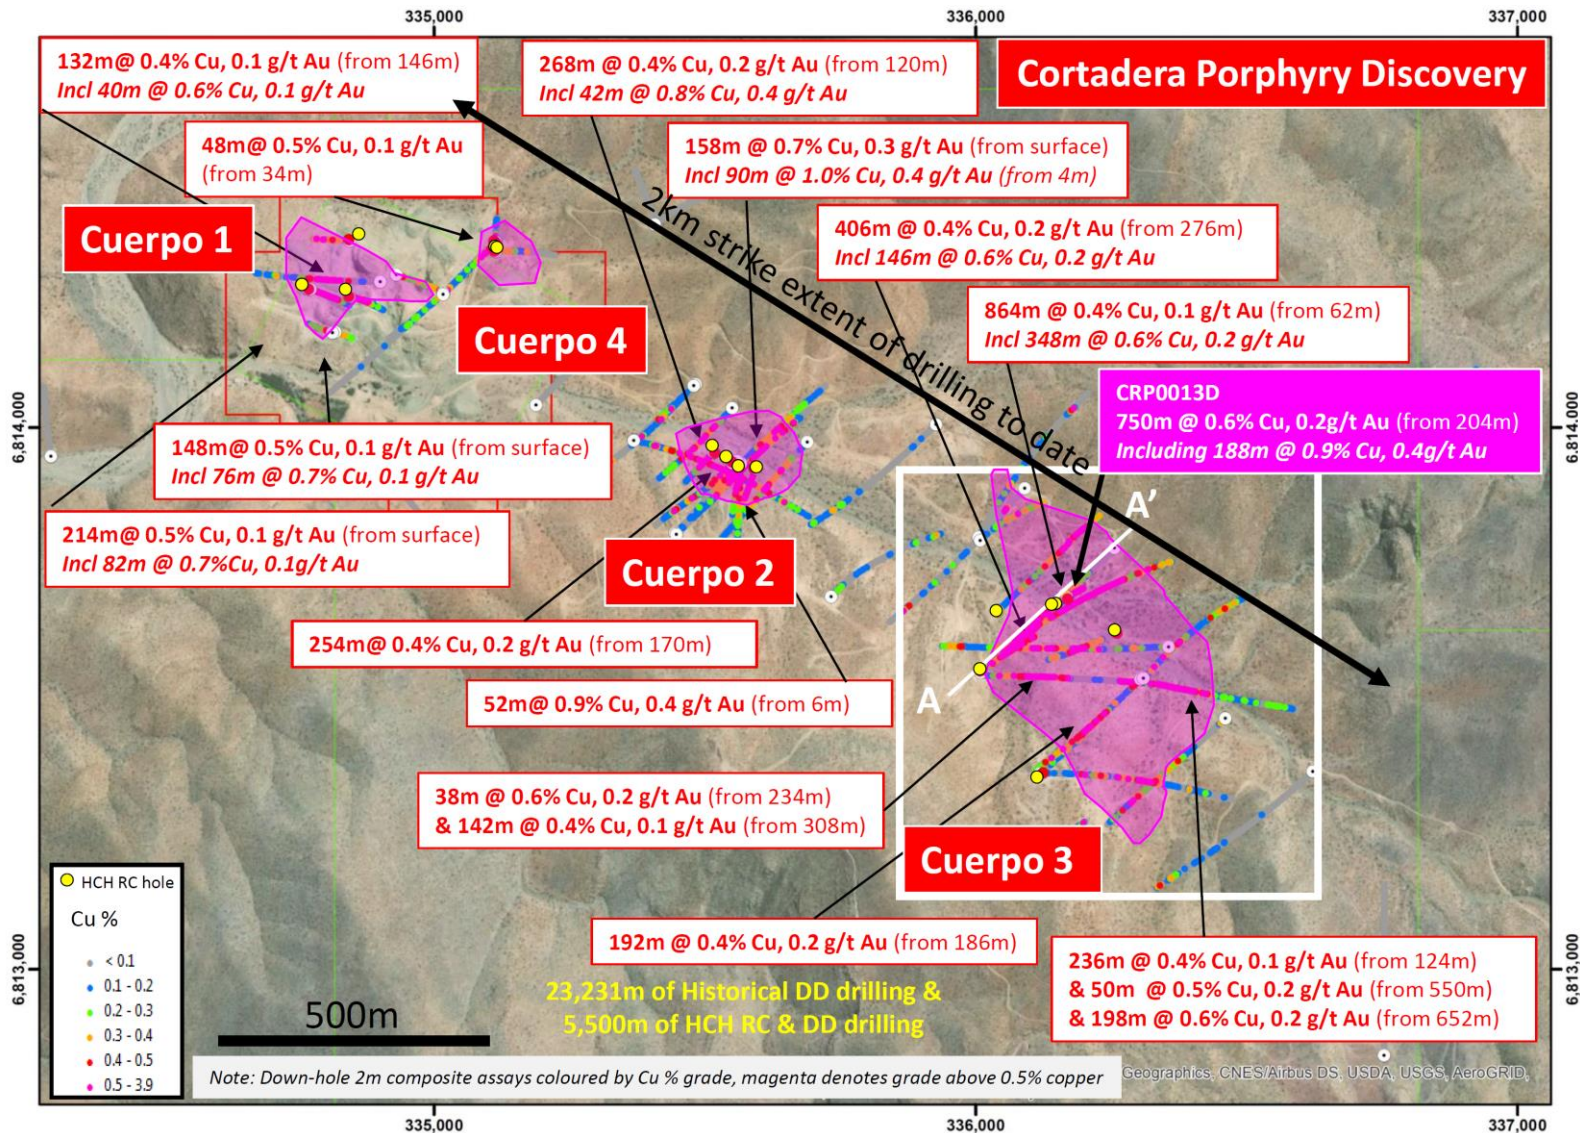 335,000
336,000
337,000
Cortadera Porphyry Discovery
132m@ 0.4% Cu, 0.1 g/t Au (from 146m)
Incl 40m @ 0.6% Cu, 0.1 g/t Au
268m @ 0.4% Cu, 0.2 g/t Au (from 120m)
Incl 42m @ 0.8% Cu, 0.4 g/t Au
48m@ 0.5% Cu, 0.1 g/t Au
(from 34m)
158m @ 0.7% Cu, 0.3 g/t Au (from surface)
Incl 90m @ 1.0% Cu, 0.4 g/t Au (from 4m)
Cuerpo 1
2km strike extent of drilling to date
406m @ 0.4% Cu, 0.2 g/t Au (from 276m)
Incl 146m @ 0.6% Cu, 0.2 g/t Au
Cuerpo 4
864m @ 0.4% Cu, 0.1 g/t Au (from 62m)
Incl 348m @ 0.6% Cu, 0.2 g/t Au
CRP0013D
750m @ 0.6% Cu, 0.2g/t Au (from 204m)
Including 188m @ 0.9% Cu, 0.4g/t Au
6,814,000
6,814,000
148m@ 0.5% Cu, 0.1 g/t Au (from surface)
Incl 76m @ 0.7% Cu, 0.1 g/t Au
A'
214m@ 0.5% Cu, 0.1 g/t Au (from surface)
Incl 82m @ 0.7%Cu, 0.1g/t Au
Cuerpo 2
254m@ 0.4% Cu, 0.2 g/t Au (from 170m)
A
52m@ 0.9% Cu, 0.4 g/t Au (from 6m)
38m @ 0.6% Cu, 0.2 g/t Au (from 234m)
& 142m @ 0.4% Cu, 0.1 g/t Au (from 308m)
Cuerpo 3
192m @ 0.4% Cu, 0.2 g/t Au (from 186m)
236m @ 0.4% Cu, 0.1 g/t Au (from 124m)
& 50m @ 0.5% Cu, 0.2 g/t Au (from 550m)
& 198m @ 0.6% Cu, 0.2 g/t Au (from 652m)
6,813,000
6,813,000
HCH RC hole
Cu %
< 0.1
0.1 - 0.2
0.2 - 0.3
0.3 - 0.4
0.4 - 0.5
0.5 - 3.9
500m
23,231m of Historical DD drilling &
5,500m of HCH RC & DD drilling
Note: Down-hole 2m composite assays coloured by Cu % grade, magenta denotes grade above 0.5% copper
Geographics, CNES/Airbus DS, USDA, USGS, AeroGRID,
335,000
336,000
337,000